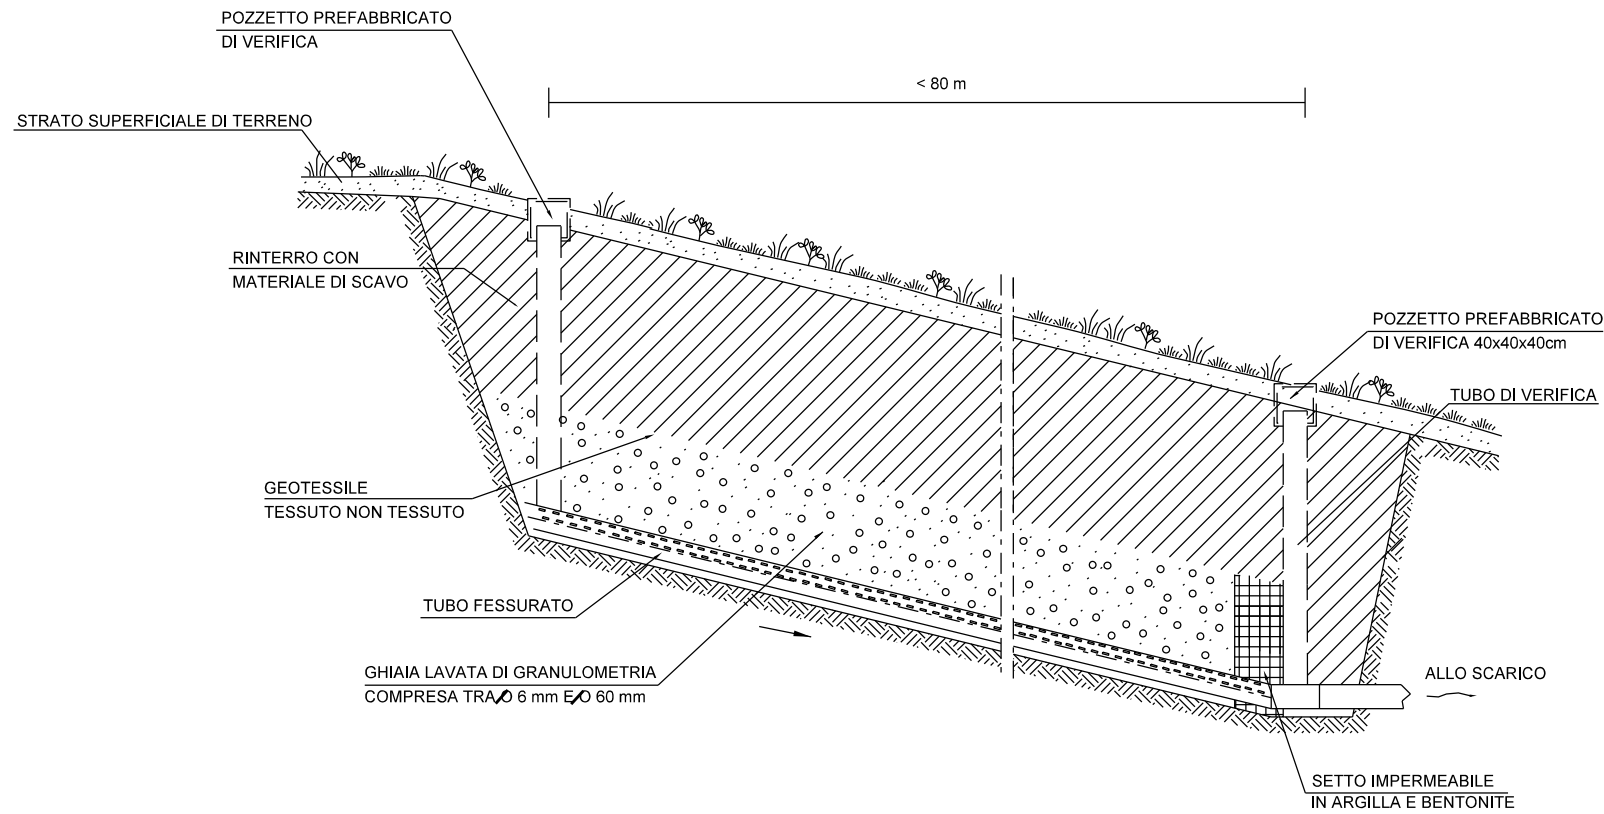 POZZETTO PREFABBRICATO
DI VERIFICA
< 80 m
STRATO SUPERFICIALE DI TERRENO
RINTERRO CON
MATERIALE DI SCAVO
POZZETTO PREFABBRICATO
DI VERIFICA 40x40x40cm
TUBO DI VERIFICA
GEOTESSILE
TESSUTO NON TESSUTO
TUBO FESSURATO
GHIAIA LAVATA DI GRANULOMETRIA
COMPRESA TRA Ø 6 mm E Ø 60 mm
ALLO SCARICO
SETTO IMPERMEABILE
IN ARGILLA E BENTONITE